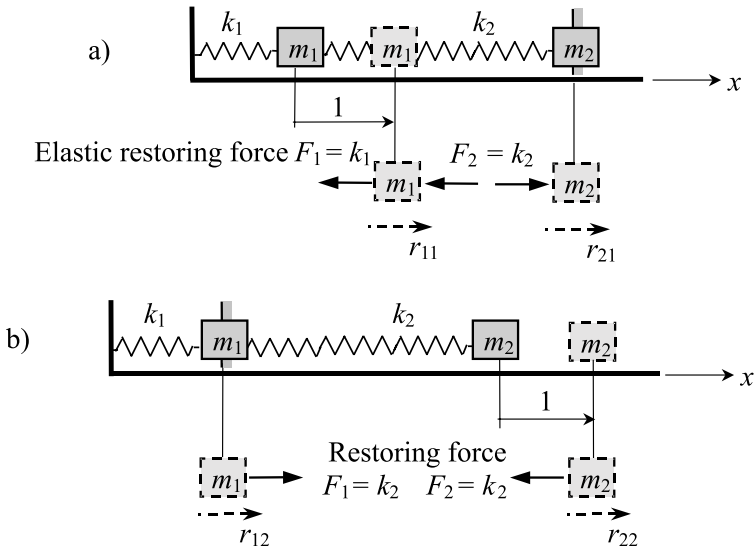 k₁ k₂
a) m₁ m₁ m₂
x
1
Elastic restoring force F₁ = k₁ F₂ = k₂
m₁ m₂
r₁₁ r₂₁
k₁ k₂
b) m₁ m₂ m₂
x
1
Restoring force
m₁ F₁ = k₂ F₂ = k₂ m₂
r₁₂ r₂₂